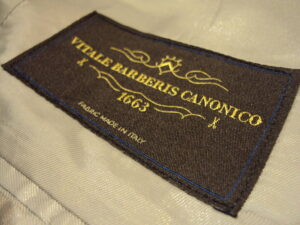 VITALE BARBERIS CANONICO
1663
FABRIC MADE IN ITALY